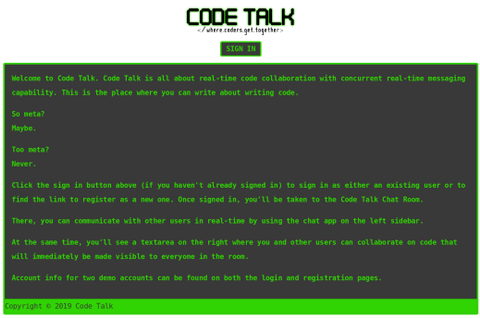 CODE TALK
</where.coders.get.together>
SIGN IN
Welcome to Code Talk. Code Talk is all about real-time code collaboration with concurrent real-time messaging
capability. This is the place where you can write about writing code.
So meta?
Maybe.
Too meta?
Never.
Click the sign in button above (if you haven't already signed in) to sign in as either an existing user or to
find the link to register as a new one. Once signed in, you'll be taken to the Code Talk Chat Room.
There, you can communicate with other users in real-time by using the chat app on the left sidebar.
At the same time, you'll see a textarea on the right where you and other users can collaborate on code that
will immediately be made visible to everyone in the room.
Account info for two demo accounts can be found on both the login and registration pages.
Copyright © 2019 Code Talk